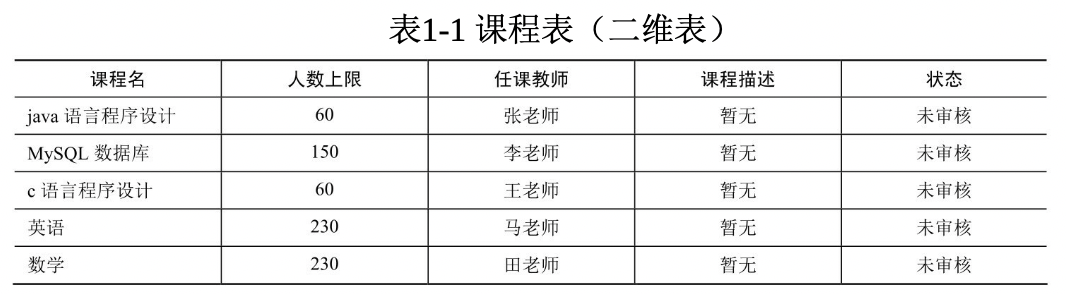 表1-1 课程表（二维表）
课程名 人数上限 任课教师 课程描述 状态
java 语言程序设计 60 张老师 暂无 未审核
MySQL 数据库 150 李老师 暂无 未审核
c 语言程序设计 60 王老师 暂无 未审核
英语 230 马老师 暂无 未审核
数学 230 田老师 暂无 未审核